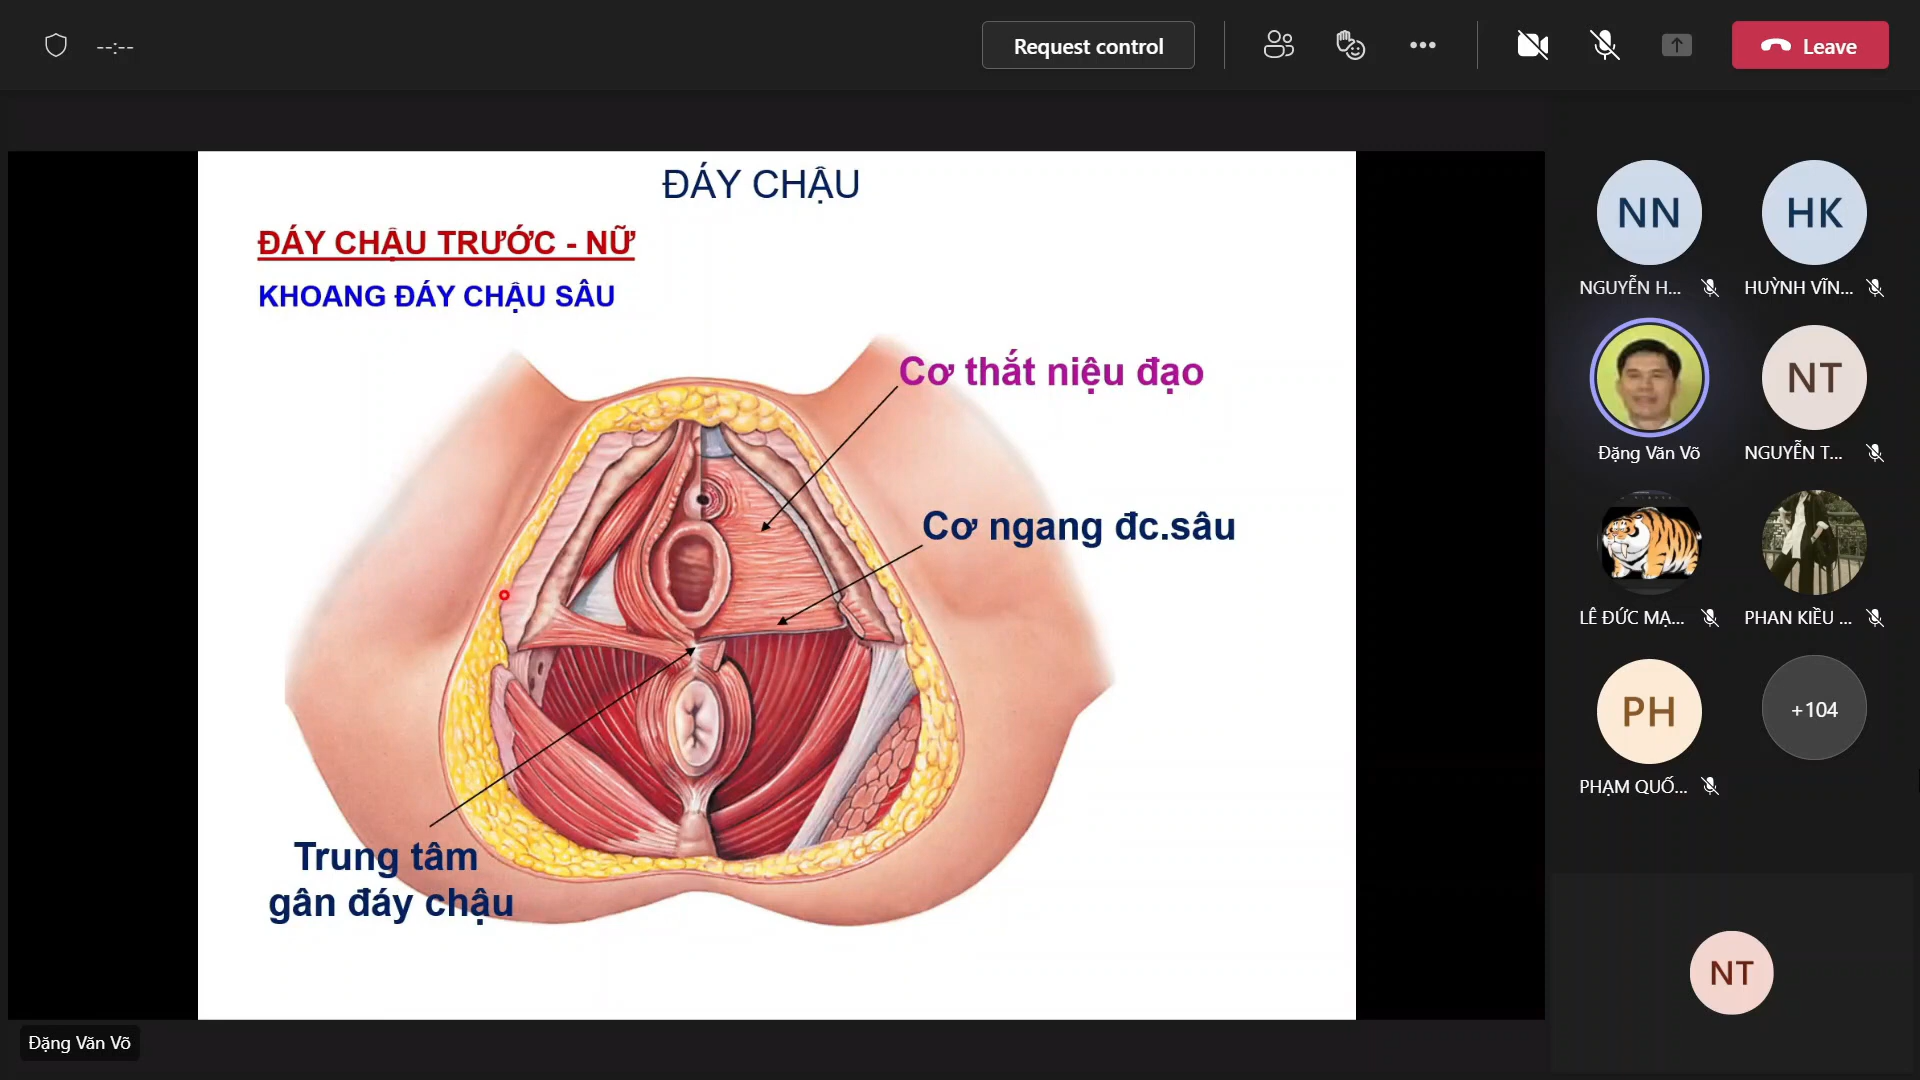 --:--
Request control
Leave
ĐÁY CHẬU
ĐÁY CHẬU TRƯỚC - NỮ
KHOANG ĐÁY CHẬU SÂU
Cơ thắt niệu đạo
Cơ ngang đc.sâu
Trung tâm
gân đáy chậu
NN
HK
NGUYỄN H...
HUỲNH VĨN...
NT
Đặng Văn Võ
NGUYỄN T...
LÊ ĐỨC MẠ...
PHAN KIỀU ...
PH
+104
PHẠM QUỐ...
NT
Đặng Văn Võ